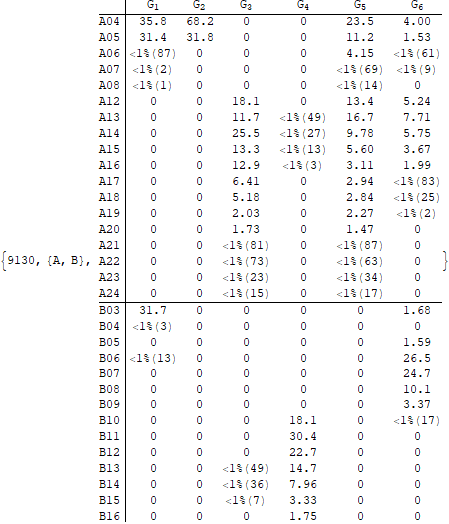 G1 G2 G3 G4 G5 G6
A04 35.8 68.2 0 0 23.5 4.00
A05 31.4 31.8 0 0 11.2 1.53
A06 <1%(87) 0 0 0 4.15 <1%(61)
A07 <1%(2) 0 0 0 <1%(69) <1%(9)
A08 <1%(1) 0 0 0 <1%(14) 0
A12 0 0 18.1 0 13.4 5.24
A13 0 0 11.7 <1%(49) 16.7 7.71
A14 0 0 25.5 <1%(27) 9.78 5.75
A15 0 0 13.3 <1%(13) 5.60 3.67
A16 0 0 12.9 <1%(3) 3.11 1.99
A17 0 0 6.41 0 2.94 <1%(83)
A18 0 0 5.18 0 2.84 <1%(25)
A19 0 0 2.03 0 2.27 <1%(2)
A20 0 0 1.73 0 1.47 0
A21 0 0 <1%(81) 0 <1%(87) 0
{9130, {A, B}, A22 0 0 <1%(73) 0 <1%(63) 0 }
A23 0 0 <1%(23) 0 <1%(34) 0
A24 0 0 <1%(15) 0 <1%(17) 0
B03 31.7 0 0 0 0 1.68
B04 <1%(3) 0 0 0 0 0
B05 0 0 0 0 0 1.59
B06 <1%(13) 0 0 0 0 26.5
B07 0 0 0 0 0 24.7
B08 0 0 0 0 0 10.1
B09 0 0 0 0 0 3.37
B10 0 0 0 18.1 0 <1%(17)
B11 0 0 0 30.4 0 0
B12 0 0 0 22.7 0 0
B13 0 0 <1%(49) 14.7 0 0
B14 0 0 <1%(36) 7.96 0 0
B15 0 0 <1%(7) 3.33 0 0
B16 0 0 0 1.75 0 0